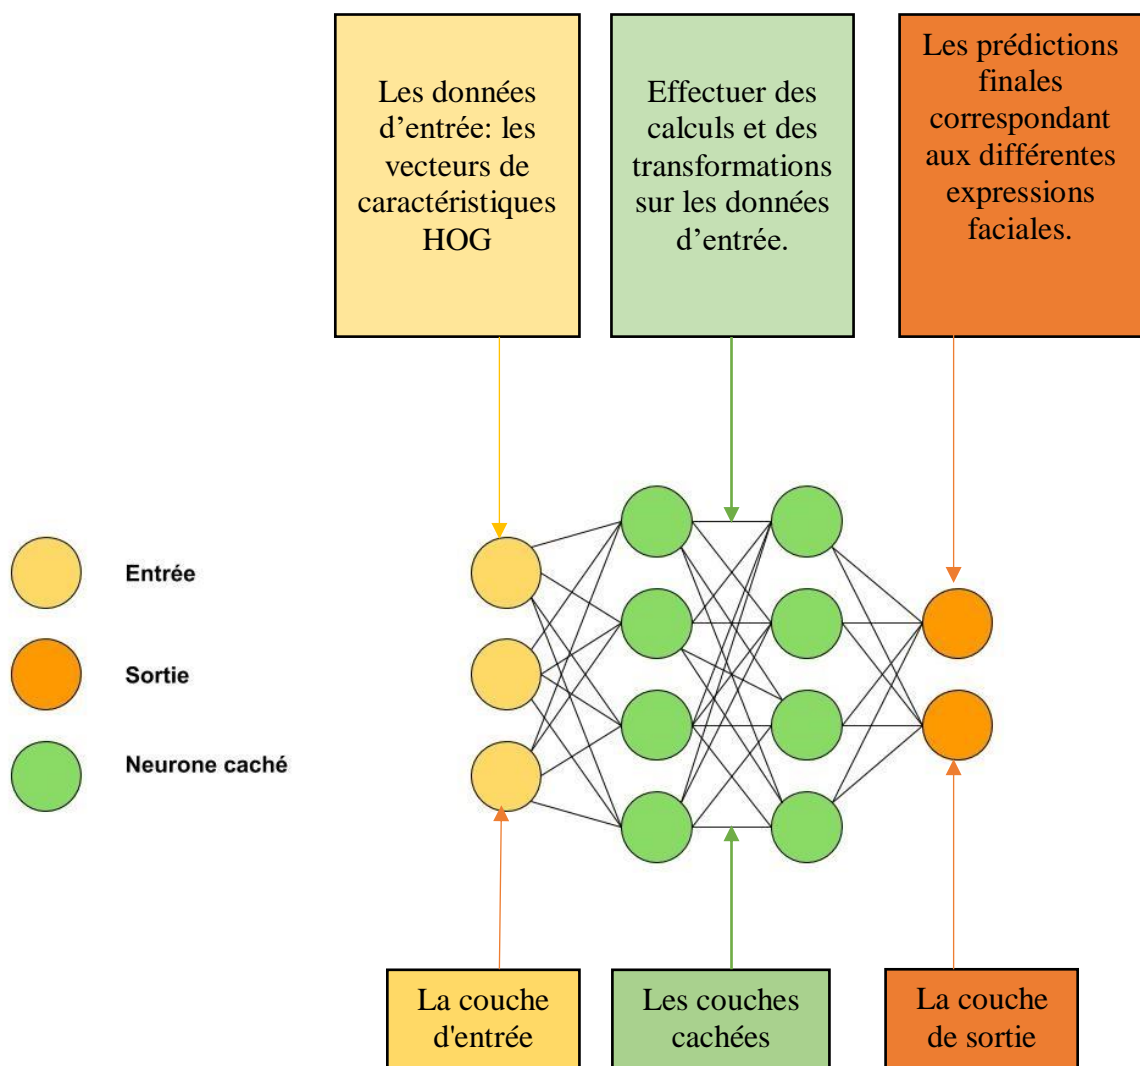 Les données
d’entrée: les
vecteurs de
caractéristiques
HOG
Effectuer des
calculs et des
transformations
sur les données
d’entrée.
Les prédictions
finales
correspondant
aux différentes
expressions
faciales.
Entrée
Sortie
Neurone caché
La couche
d'entrée
Les couches
cachées
La couche
de sortie